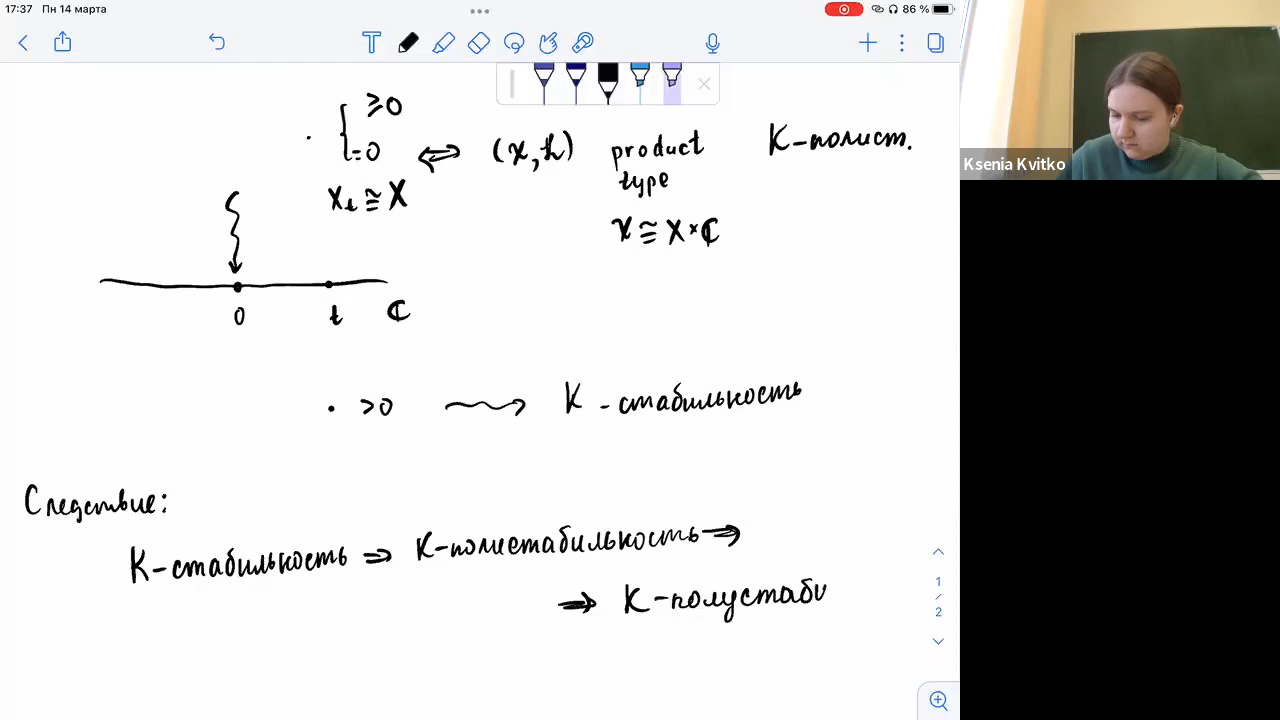 17:37 Пн 14 марта
86 %
≥0
=0 ⇔ (𝒳, ℒ) product К-полист.
type
X_t ≅ X
𝒳 ≅ X × ℂ
0 t ℂ
• >0 К-стабильность
Следствие:
К-стабильность ⇒ К-полистабильность ⇒
⇒ К-полустаби
1
/
2
Ksenia Kvitko